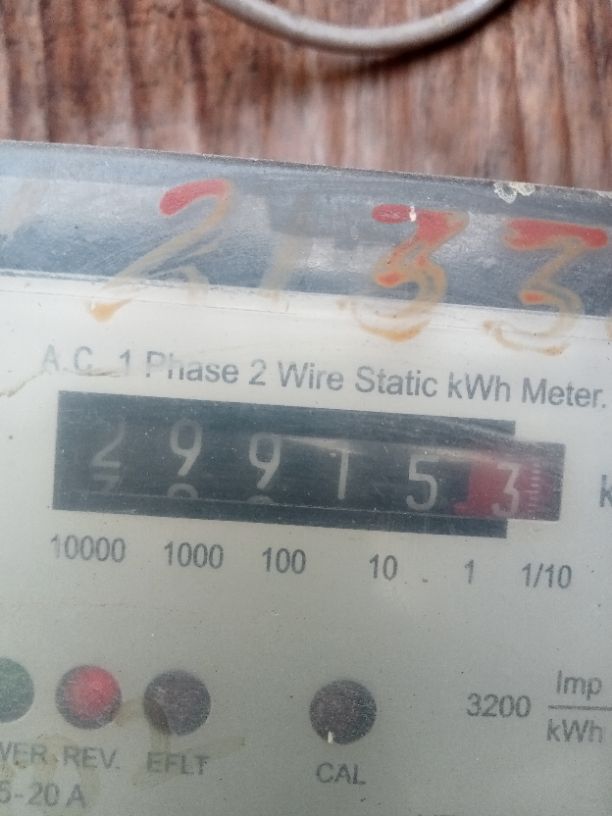 2133
A.C. 1 Phase 2 Wire Static kWh Meter.
299153 k
10000 1000 100 10 1 1/10
3200 Imp
kWh
WER REV. EFLT CAL
5-20 A